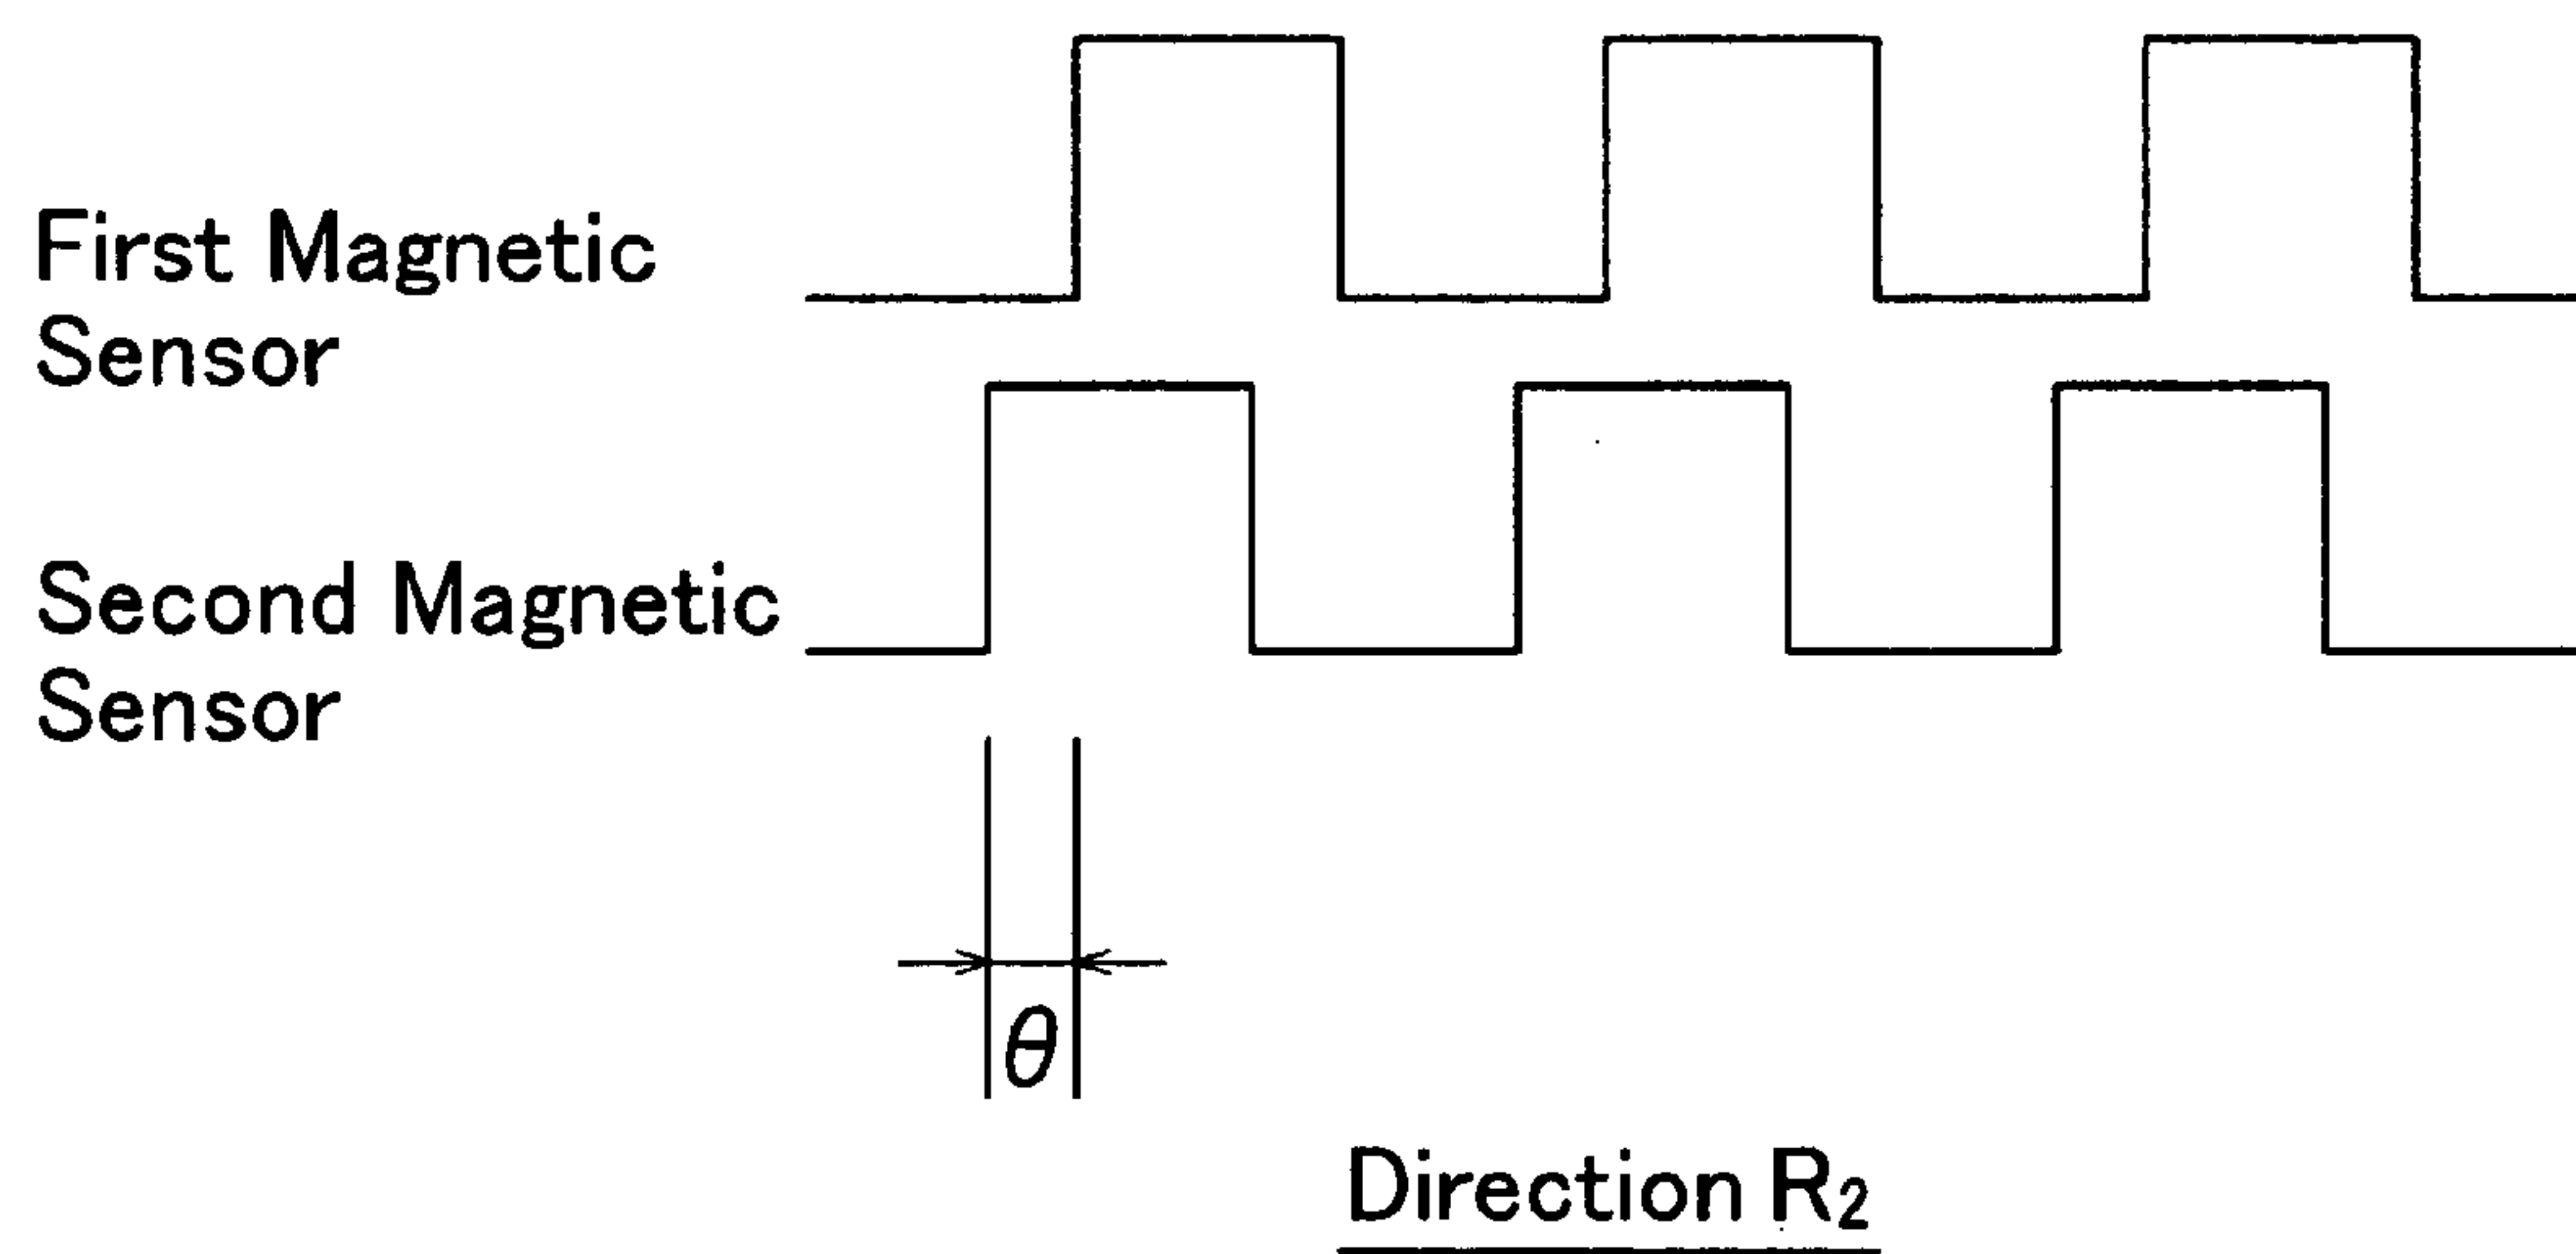 First Magnetic
Sensor
Second Magnetic
Sensor
θ
Direction R₂